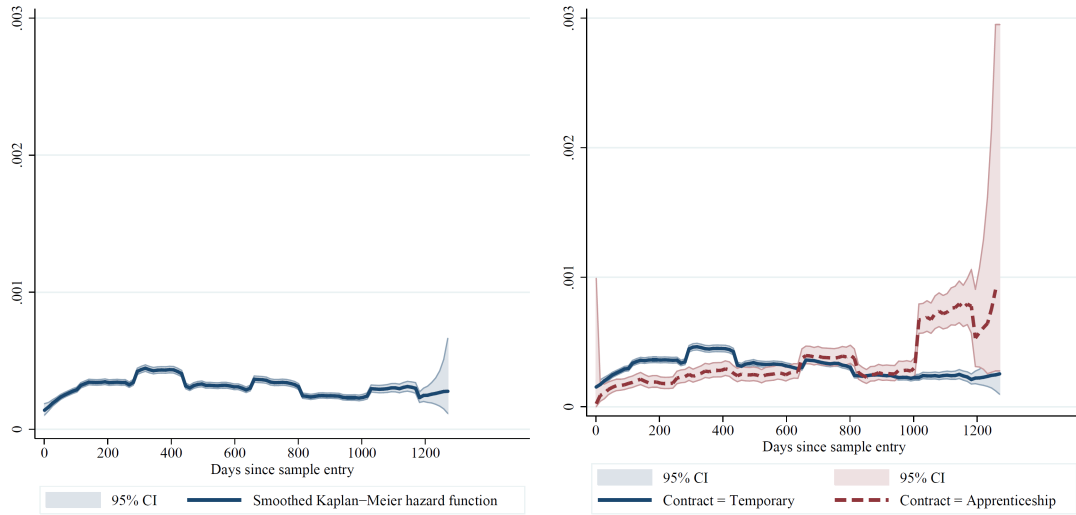 .003
.002
.001
0
0 200 400 600 800 1000 1200
Days since sample entry
95% CI Smoothed Kaplan−Meier hazard function
.003
.002
.001
0
0 200 400 600 800 1000 1200
Days since sample entry
95% CI 95% CI
Contract = Temporary Contract = Apprenticeship